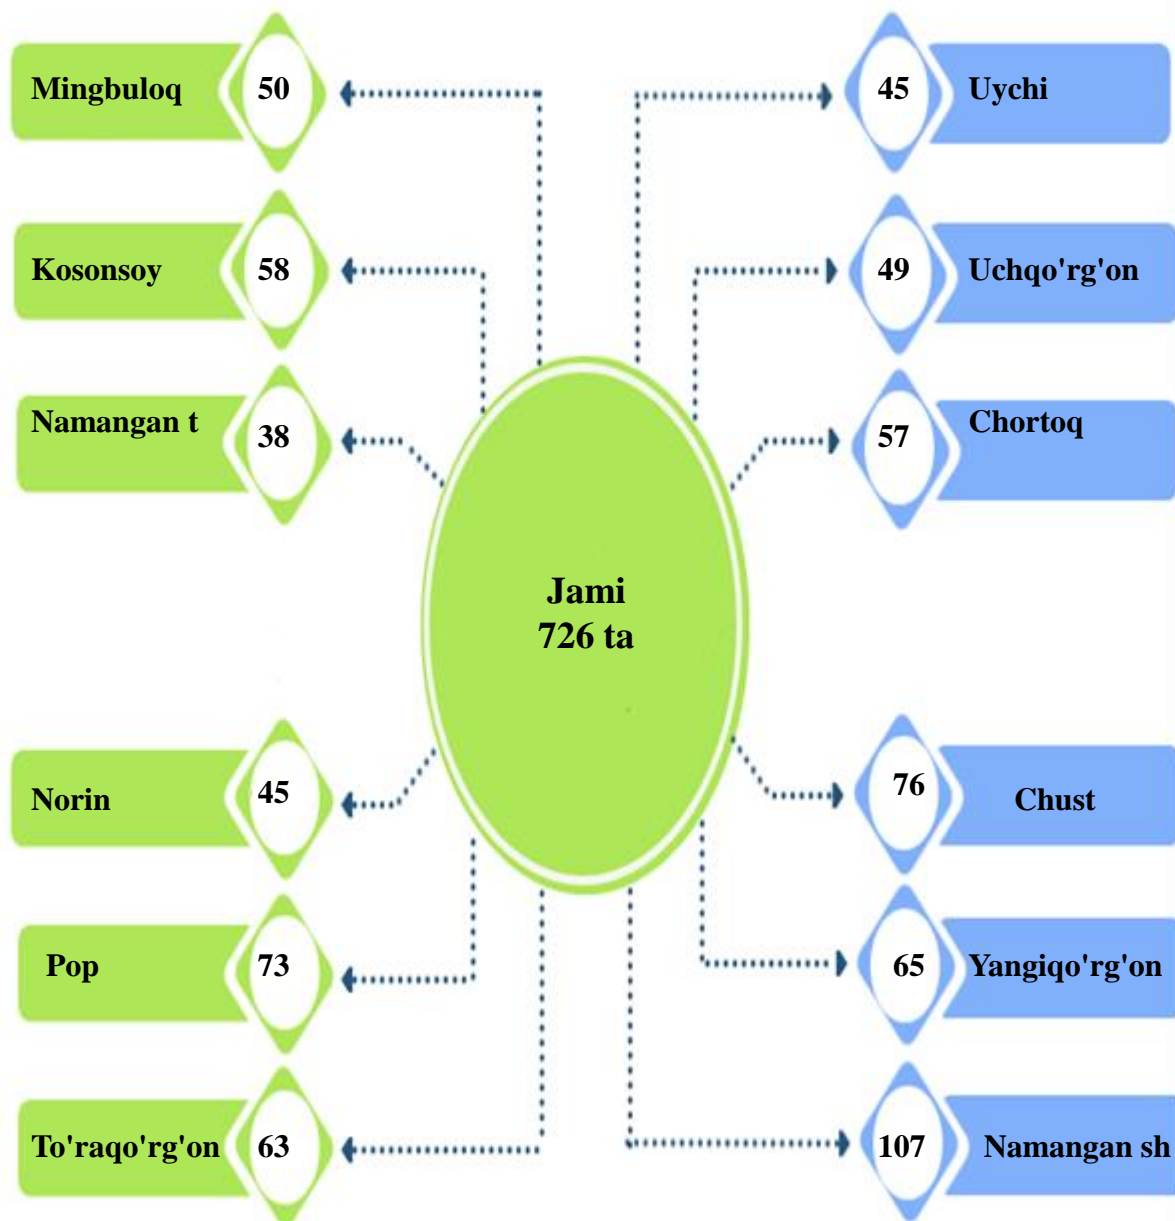 Mingbuloq 50
Kosonsoy 58
Namangan t 38
Norin 45
Pop 73
To'raqo'rg'on 63
Jami
726 ta
45 Uychi
49 Uchqo'rg'on
57 Chortoq
76 Chust
65 Yangiqo'rg'on
107 Namangan sh